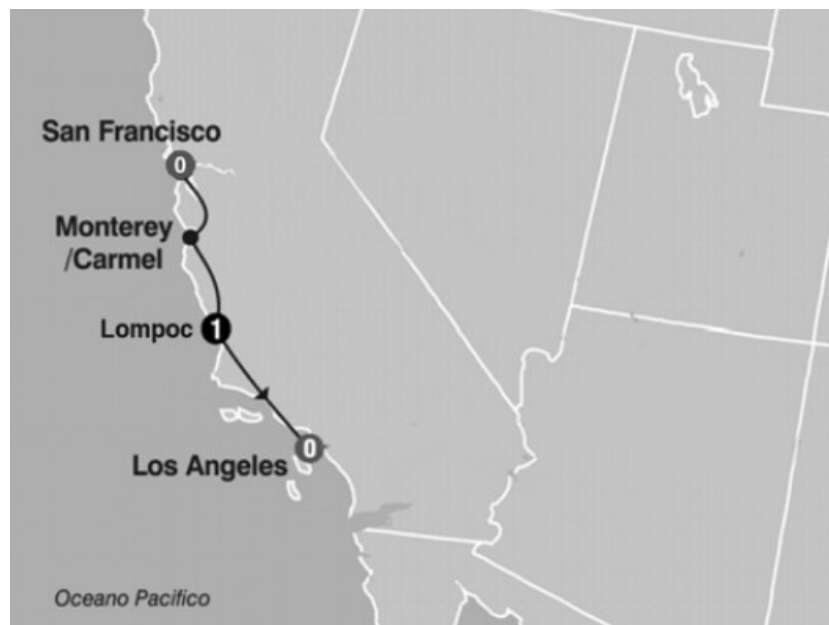 San Francisco
0
Monterey
/Carmel
Lompoc 1
0
Los Angeles
Oceano Pacifico